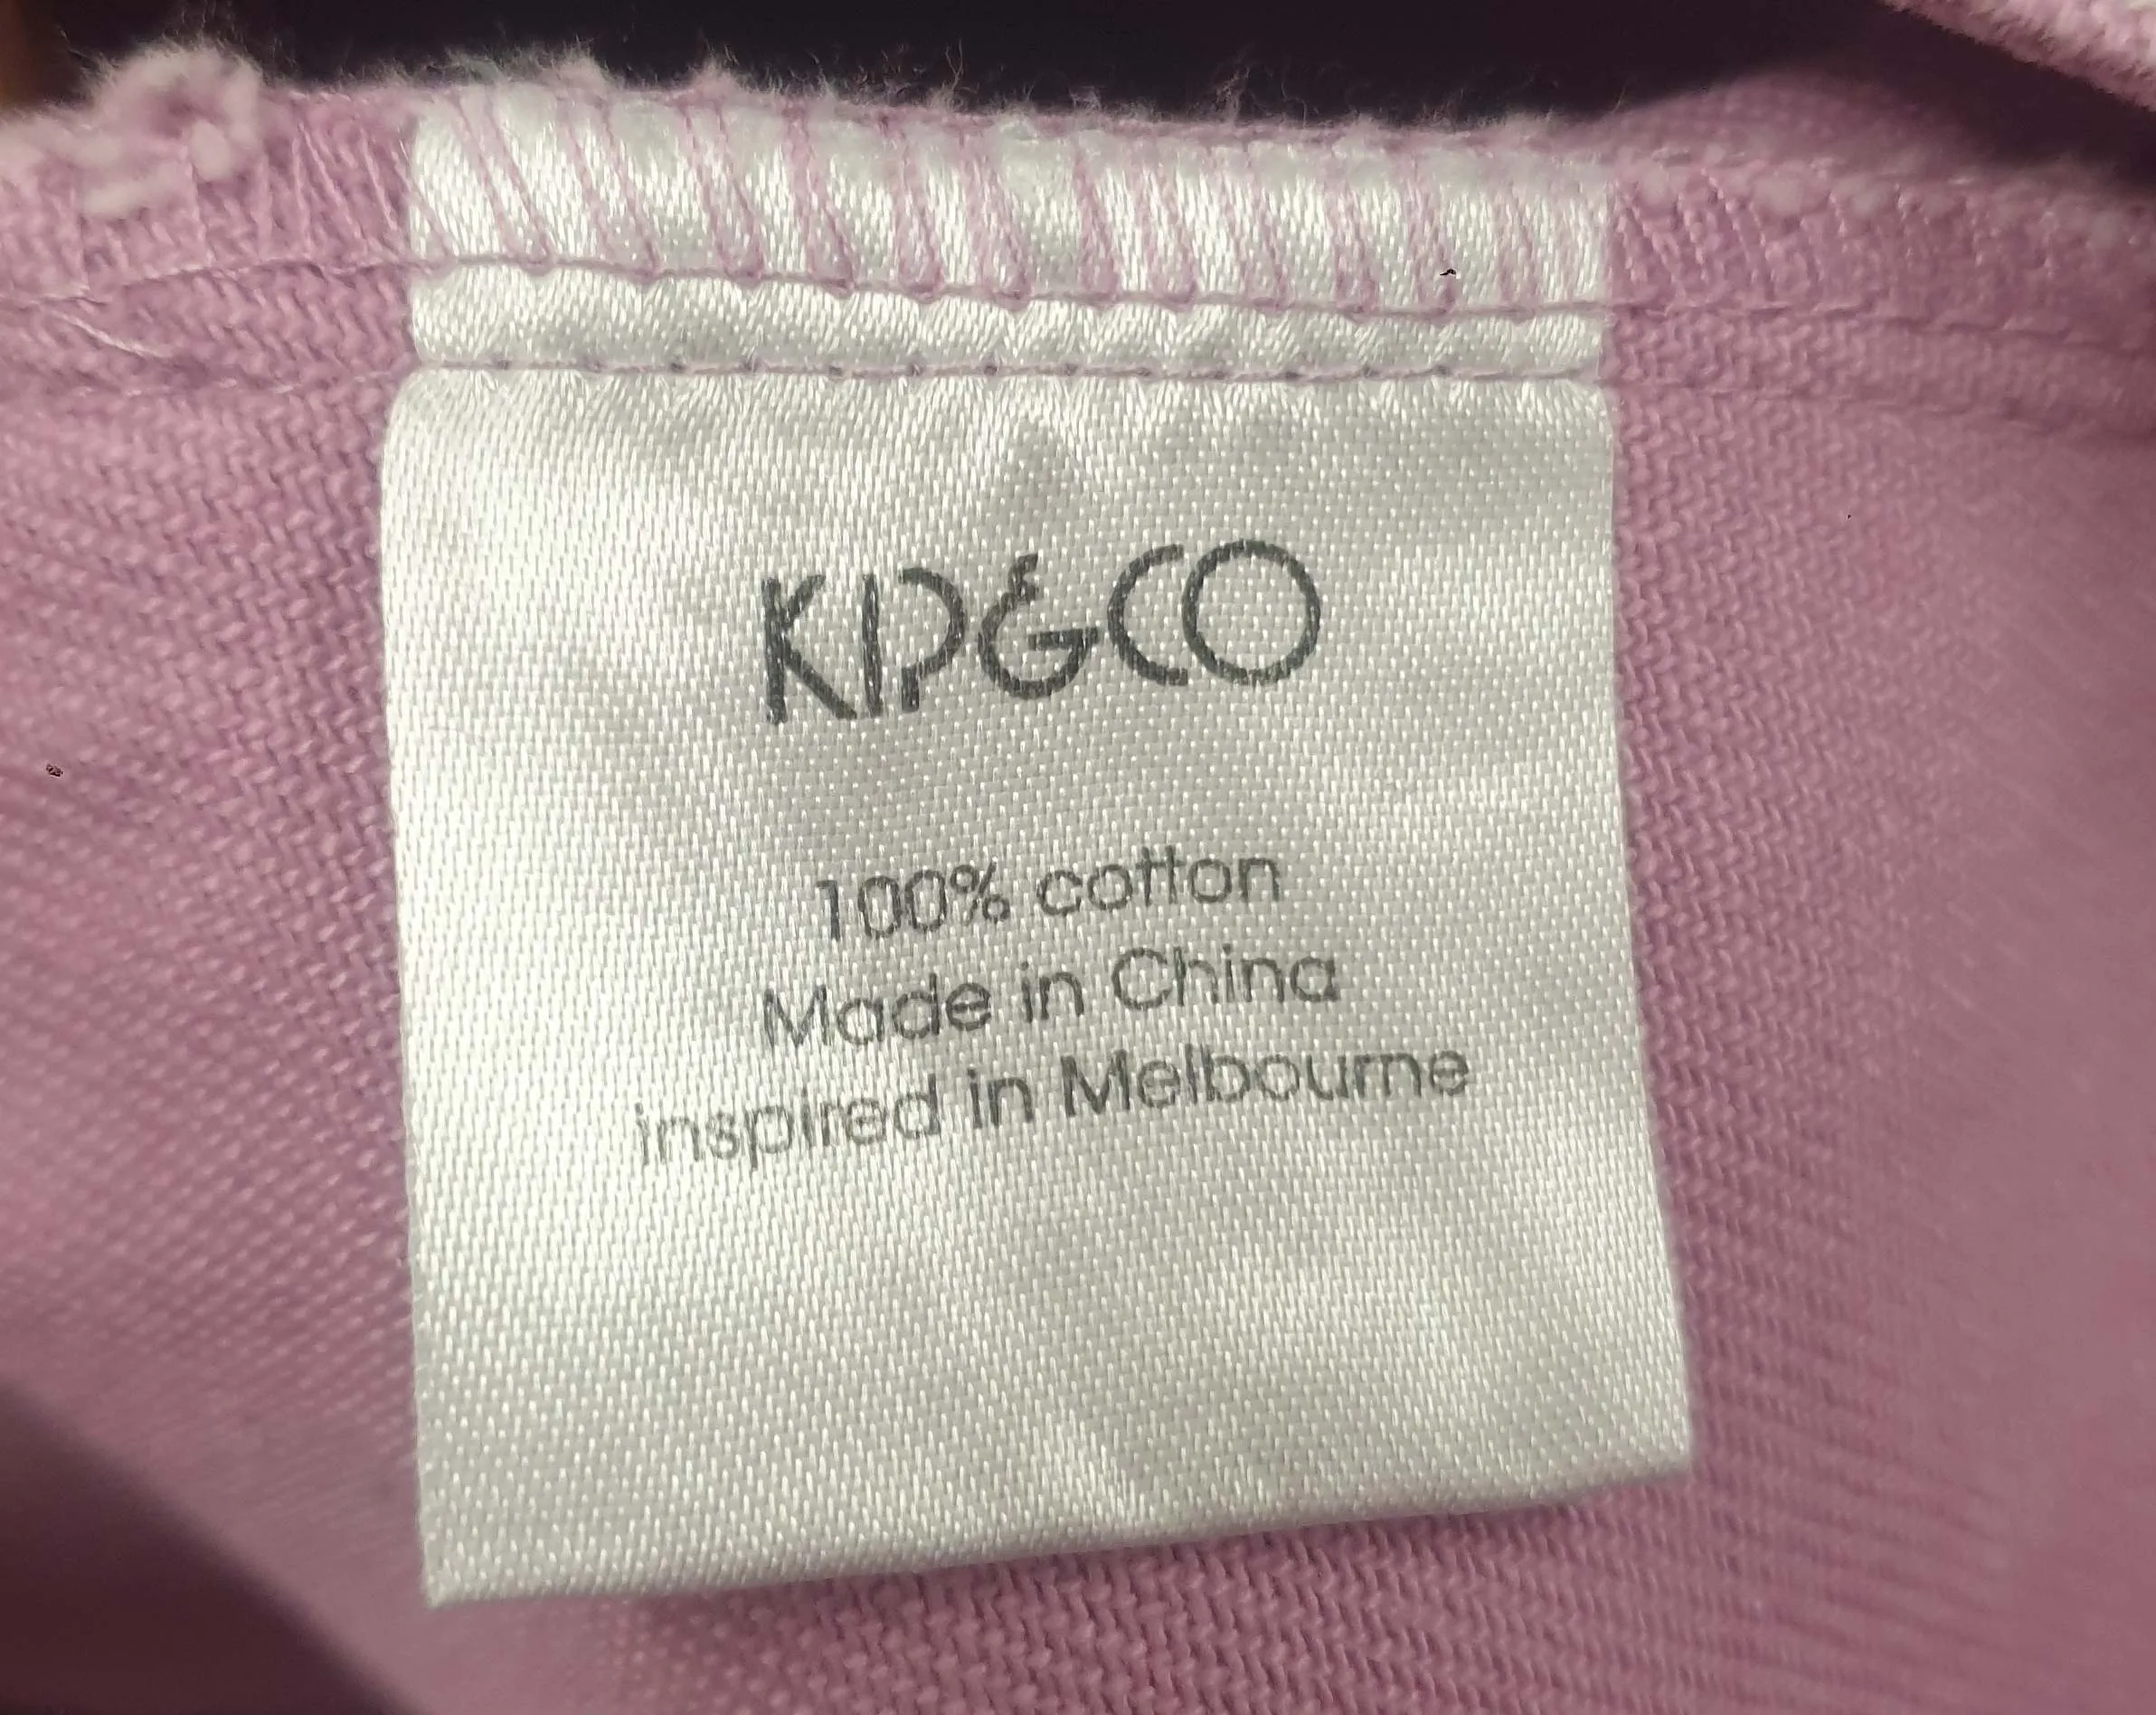 KIP&CO
100% cotton
Made in China
inspired in Melbourne